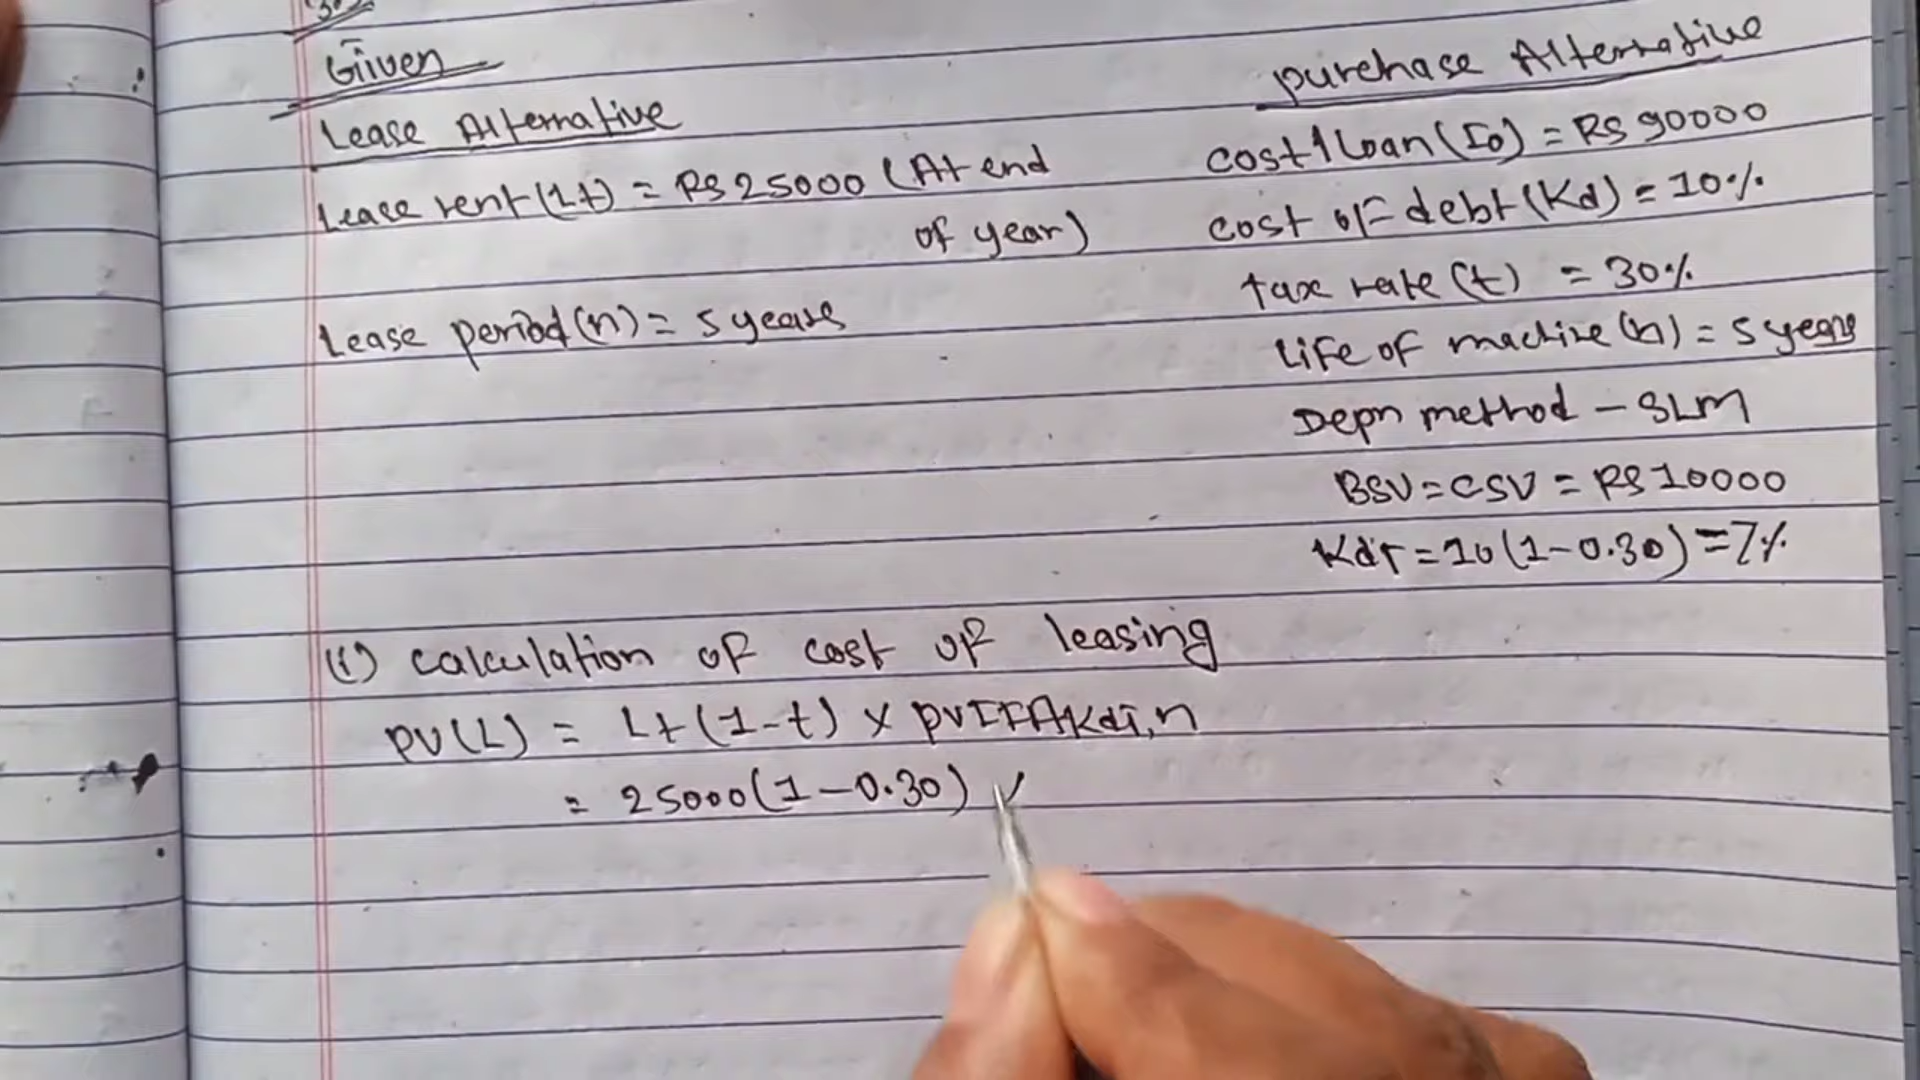 Given
Lease Alternative
Lease rent (Lt) = Rs 25000 (At end
of year)
Lease period (n) = 5 years
purchase Alternative
cost/loan (I0) = Rs 90000
cost of debt (Kd) = 10%
tax rate (t) = 30%
Life of machine (n) = 5 years
Depn method - SLM
BSV = CSV = Rs 10000
KdT = 10 (1-0.30) = 7%
(i) calculation of cost of leasing
PV(L) = Lt (1-t) x PVIFAKdT,n
= 25000 (1-0.30)